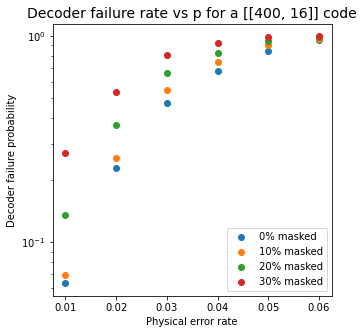 Decoder failure rate vs p for a [[400, 16]] code
10⁰
10⁻¹
Decoder failure probability
0% masked
10% masked
20% masked
30% masked
0.01 0.02 0.03 0.04 0.05 0.06
Physical error rate